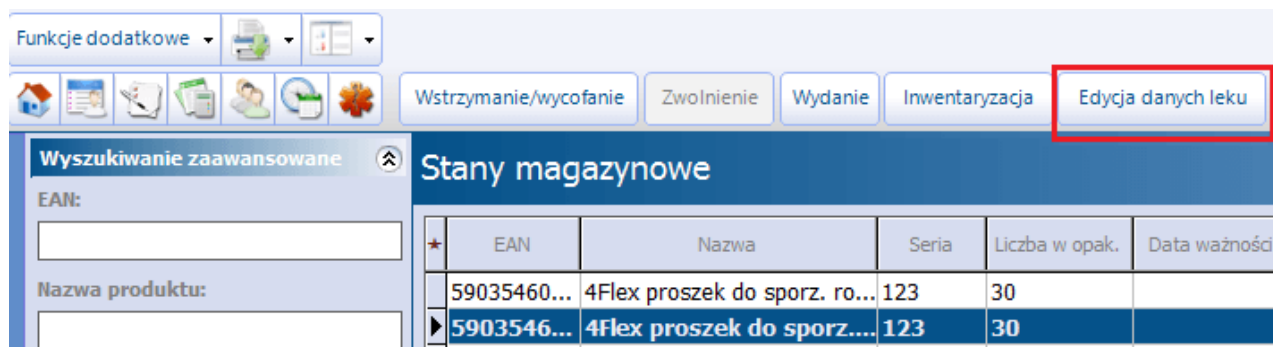 Funkcje dodatkowe
Wstrzymanie/wycofanie Zwolnienie Wydanie Inwentaryzacja Edycja danych leku
Wyszukiwanie zaawansowane
Stany magazynowe
EAN:
EAN Nazwa Seria Liczba w opak. Data ważności
Nazwa produktu:
59035460... 4Flex proszek do sporz. ro... 123 30
5903546... 4Flex proszek do sporz.... 123 30